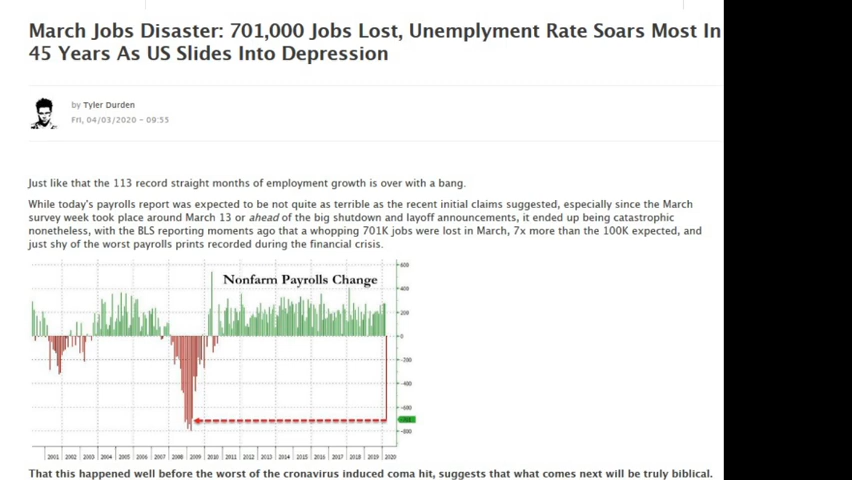 March Jobs Disaster: 701,000 Jobs Lost, Unemplyment Rate Soars Most In
45 Years As US Slides Into Depression
by Tyler Durden
Fri, 04/03/2020 - 09:55
Just like that the 113 record straight months of employment growth is over with a bang.
While today's payrolls report was expected to be not quite as terrible as the recent initial claims suggested, especially since the March
survey week took place around March 13 or ahead of the big shutdown and layoff announcements, it ended up being catastrophic
nonetheless, with the BLS reporting moments ago that a whopping 701K jobs were lost in March, 7x more than the 100K expected, and
just shy of the worst payrolls prints recorded during the financial crisis.
Nonfarm Payrolls Change
600
400
200
0
-200
-400
-600
-800
2001 2002 2003 2004 2005 2006 2007 2008 2009 2010 2011 2012 2013 2014 2015 2016 2017 2018 2019 2020
That this happened well before the worst of the cronavirus induced coma hit, suggests that what comes next will be truly biblical.